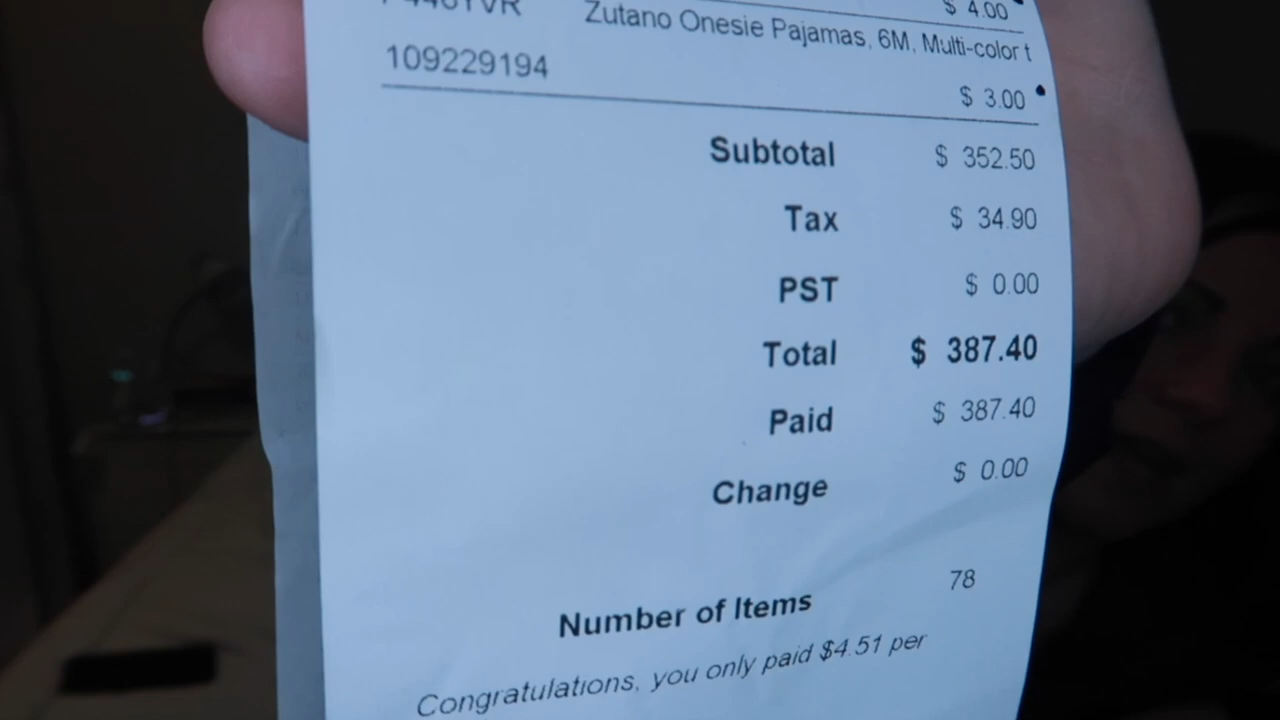 $ 4.00
Zutano Onesie Pajamas, 6M, Multi-color t
109229194
$ 3.00
Subtotal $ 352.50
Tax $ 34.90
PST $ 0.00
Total $ 387.40
Paid $ 387.40
Change $ 0.00
Number of Items 78
Congratulations, you only paid $4.51 per